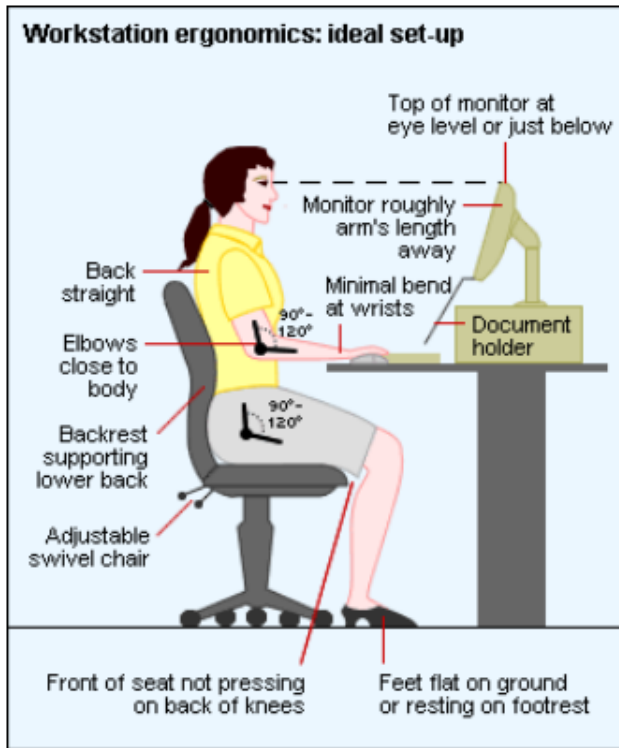 Workstation ergonomics: ideal set-up
Top of monitor at
eye level or just below
Monitor roughly
arm's length
away
Back
straight
Minimal bend
at wrists
90°-
120°
Document
holder
Elbows
close to
body
90°-
120°
Backrest
supporting
lower back
Adjustable
swivel chair
Front of seat not pressing
on back of knees
Feet flat on ground
or resting on footrest